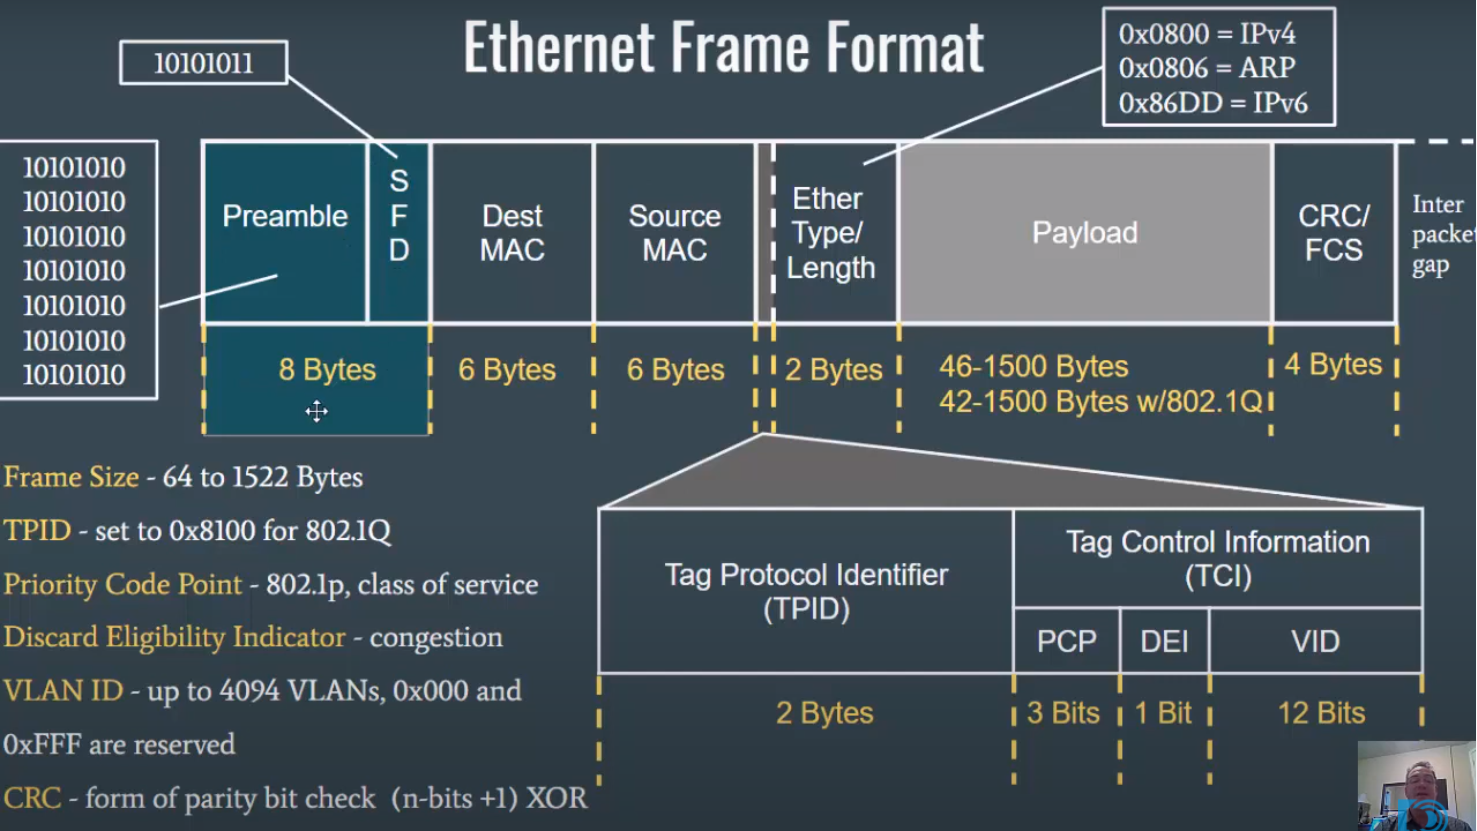 Ethernet Frame Format
10101011
0x0800 = IPv4
0x0806 = ARP
0x86DD = IPv6
10101010
10101010
10101010
10101010
10101010
10101010
10101010
Preamble
S
F
D
Dest
MAC
Source
MAC
Ether
Type/
Length
Payload
CRC/
FCS
Inter
packet
gap
8 Bytes
6 Bytes
6 Bytes
2 Bytes
46-1500 Bytes
42-1500 Bytes w/802.1Q
4 Bytes
Frame Size - 64 to 1522 Bytes
TPID - set to 0x8100 for 802.1Q
Priority Code Point - 802.1p, class of service
Discard Eligibility Indicator - congestion
VLAN ID - up to 4094 VLANs, 0x000 and
0xFFF are reserved
CRC - form of parity bit check (n-bits +1) XOR
Tag Protocol Identifier
(TPID)
Tag Control Information
(TCI)
PCP
DEI
VID
2 Bytes
3 Bits
1 Bit
12 Bits